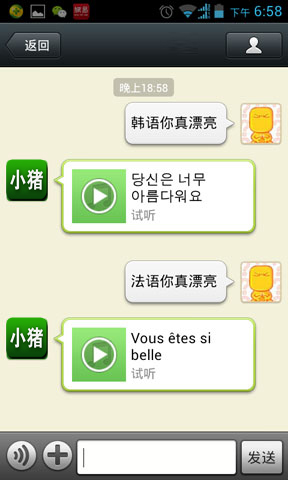 下午 6:58
返回
晚上18:58
韩语你真漂亮
小猪
당신은 너무
아름다워요
试听
法语你真漂亮
小猪
Vous êtes si
belle
试听
发送